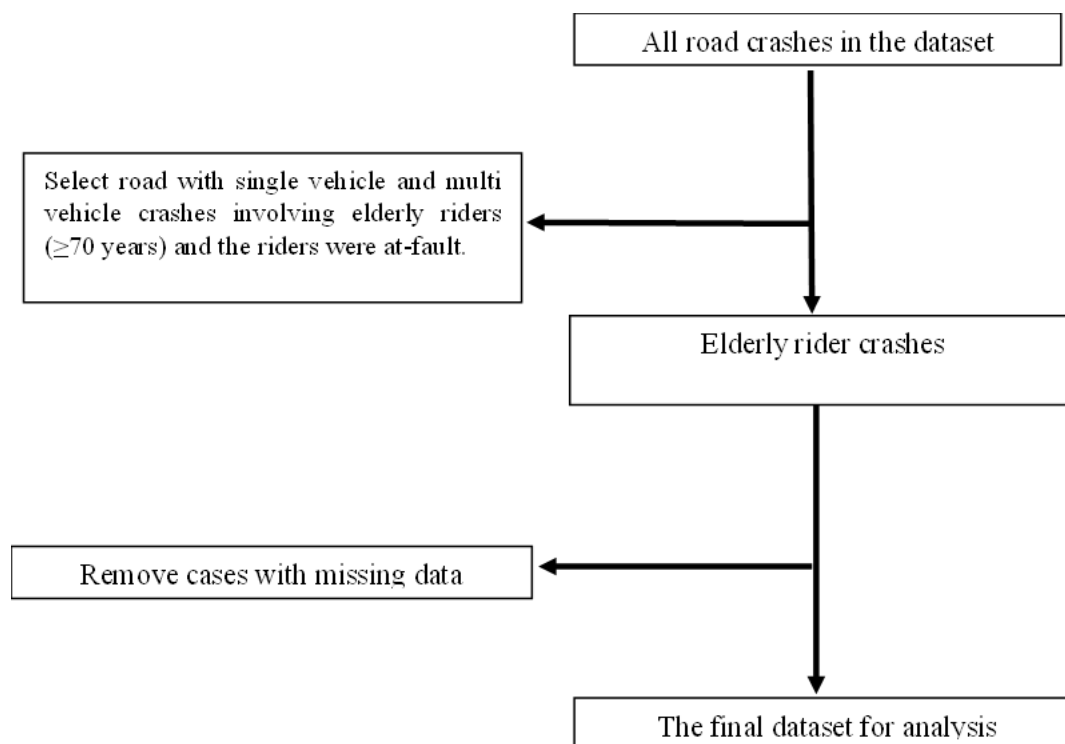 All road crashes in the dataset
Select road with single vehicle and multi
vehicle crashes involving elderly riders
(≥70 years) and the riders were at-fault.
Elderly rider crashes
Remove cases with missing data
The final dataset for analysis